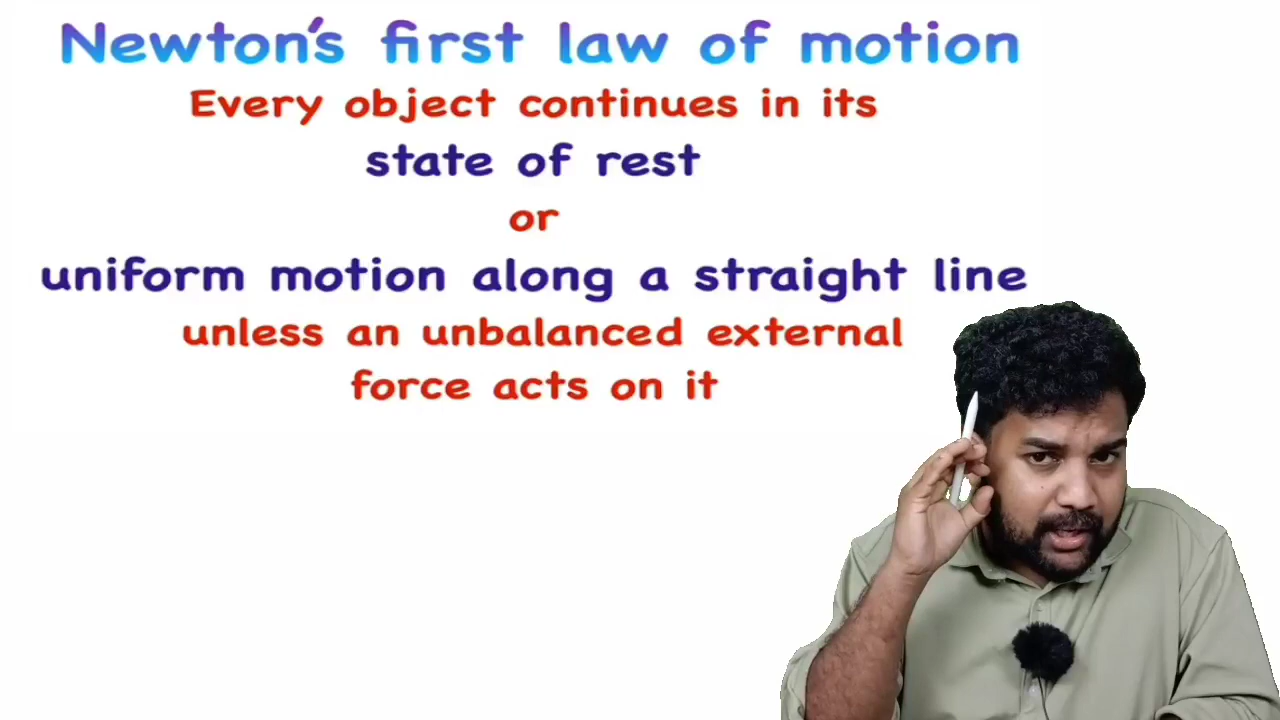 Newton's first law of motion
Every object continues in its
state of rest
or
uniform motion along a straight line
unless an unbalanced external
force acts on it